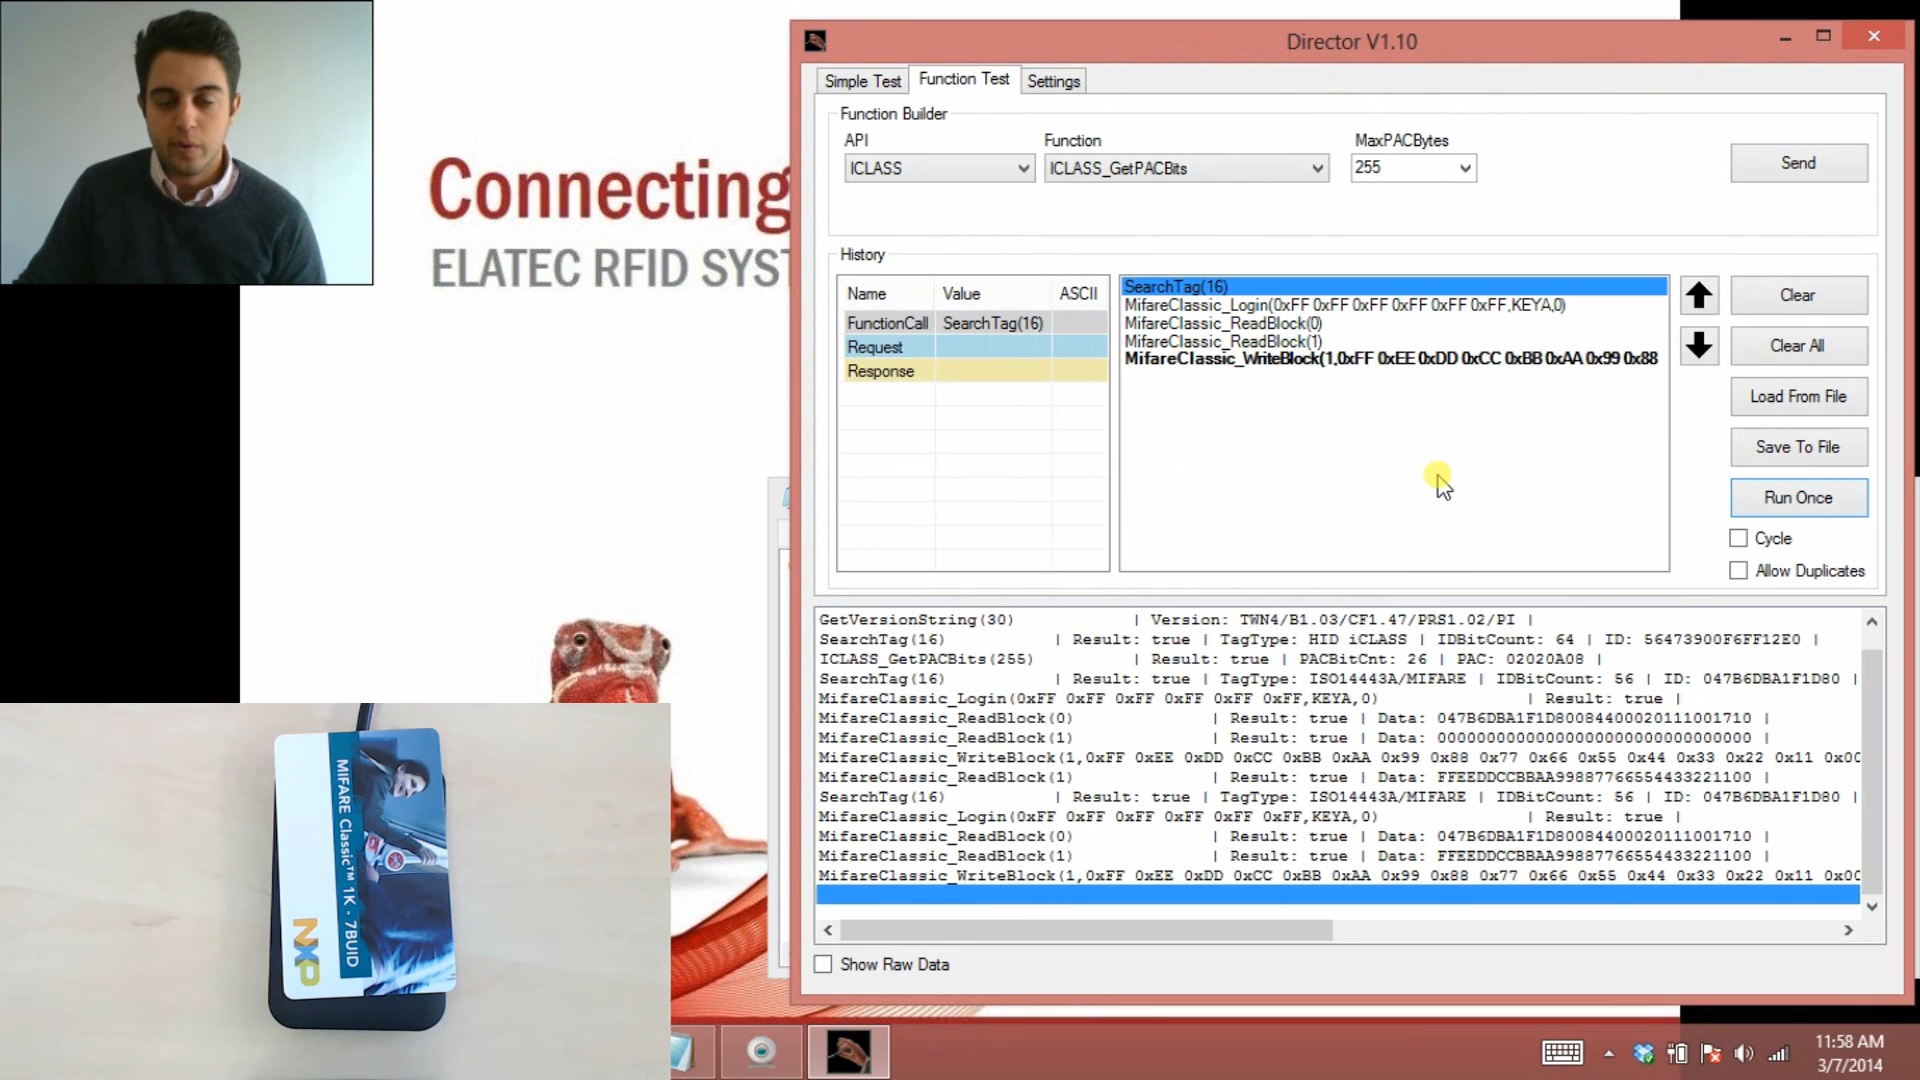 Connecting
ELATEC RFID SYST
Director V1.10
Simple Test
Function Test
Settings
Function Builder
API
Function
MaxPACBytes
ICLASS
ICLASS_GetPACBits
255
Send
History
Name
Value
ASCII
FunctionCall
SearchTag(16)
Request
Response
SearchTag(16)
MifareClassic_Login(0xFF 0xFF 0xFF 0xFF 0xFF 0xFF,KEYA,0)
MifareClassic_ReadBlock(0)
MifareClassic_ReadBlock(1)
MifareClassic_WriteBlock(1,0xFF 0xEE 0xDD 0xCC 0xBB 0xAA 0x99 0x88
Clear
Clear All
Load From File
Save To File
Run Once
Cycle
Allow Duplicates
GetVersionString(30) | Version: TWN4/B1.03/CF1.47/PRS1.02/PI |
SearchTag(16) | Result: true | TagType: HID iCLASS | IDBitCount: 64 | ID: 56473900F6FF12E0 |
ICLASS_GetPACBits(255) | Result: true | PACBitCnt: 26 | PAC: 02020A08 |
SearchTag(16) | Result: true | TagType: ISO14443A/MIFARE | IDBitCount: 56 | ID: 047B6DBA1F1D80 |
MifareClassic_Login(0xFF 0xFF 0xFF 0xFF 0xFF 0xFF,KEYA,0) | Result: true |
MifareClassic_ReadBlock(0) | Result: true | Data: 047B6DBA1F1D80084400020111001710 |
MifareClassic_ReadBlock(1) | Result: true | Data: 00000000000000000000000000000000 |
MifareClassic_WriteBlock(1,0xFF 0xEE 0xDD 0xCC 0xBB 0xAA 0x99 0x88 0x77 0x66 0x55 0x44 0x33 0x22 0x11 0x00
MifareClassic_ReadBlock(1) | Result: true | Data: FFEEDDCCBBAA99887766554433221100 |
SearchTag(16) | Result: true | TagType: ISO14443A/MIFARE | IDBitCount: 56 | ID: 047B6DBA1F1D80 |
MifareClassic_Login(0xFF 0xFF 0xFF 0xFF 0xFF 0xFF,KEYA,0) | Result: true |
MifareClassic_ReadBlock(0) | Result: true | Data: 047B6DBA1F1D80084400020111001710 |
MifareClassic_ReadBlock(1) | Result: true | Data: FFEEDDCCBBAA99887766554433221100 |
MifareClassic_WriteBlock(1,0xFF 0xEE 0xDD 0xCC 0xBB 0xAA 0x99 0x88 0x77 0x66 0x55 0x44 0x33 0x22 0x11 0x00
Show Raw Data
MIFARE Classic™ 1K - 7BUID
NXP
11:58 AM
3/7/2014